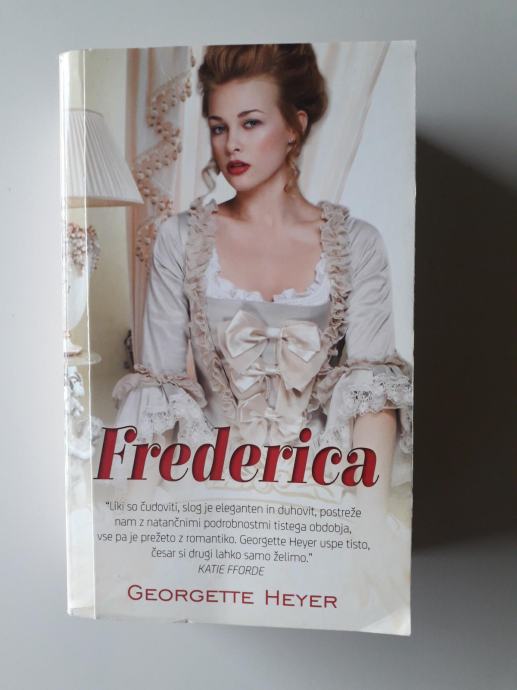 Frederica
"Liki so čudoviti, slog je eleganten in duhovit, postreže
nam z natančnimi podrobnostmi tistega obdobja,
vse pa je prežeto z romantiko. Georgette Heyer uspe tisto,
česar si drugi lahko samo želimo."
KATIE FFORDE
GEORGETTE HEYER